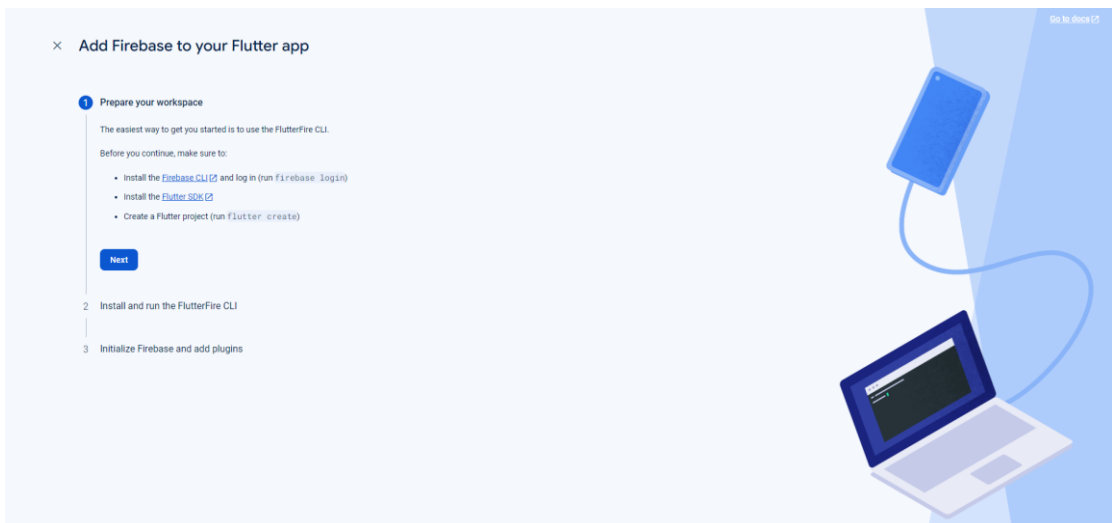 Go to docs
Add Firebase to your Flutter app
1 Prepare your workspace
The easiest way to get you started is to use the FlutterFire CLI.
Before you continue, make sure to:
• Install the Firebase CLI and log in (run firebase login)
• Install the Flutter SDK
• Create a Flutter project (run flutter create)
Next
2 Install and run the FlutterFire CLI
3 Initialize Firebase and add plugins